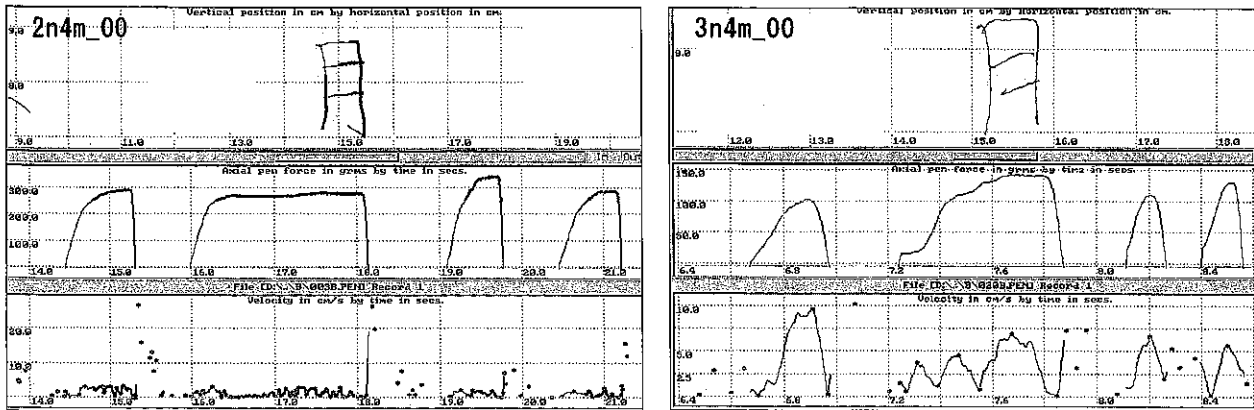 2n4m_00
Vertical position in cm by horizontal position in cm.
9.0
8.0
9.0 11.0 13.0 15.0 17.0 19.0
Axial pen force in grms by time in secs.
300.0
200.0
100.0
14.0 15.0 16.0 17.0 18.0 19.0 20.0 21.0
Velocity in cm/s by time in secs.
20.0
10.0
14.0 15.0 16.0 17.0 18.0 19.0 20.0 21.0
3n4m_00
Vertical position in cm by horizontal position in cm.
9.0
12.0 13.0 14.0 15.0 16.0 17.0 18.0
Axial pen force in grms by time in secs.
150.0
100.0
50.0
6.4 6.8 7.2 7.6 8.0 8.4
Velocity in cm/s by time in secs.
10.0
5.0
2.5
6.4 6.8 7.2 7.6 8.0 8.4